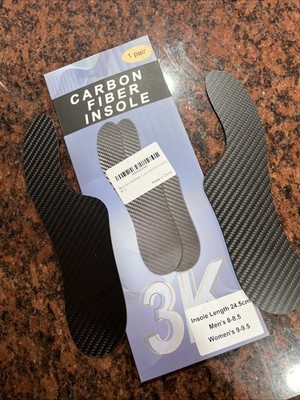 1 pair
CARBON
FIBER
INSOLE
3K
Insole Length 24.5cm
Men's 8-8.5
Women's 9-9.5